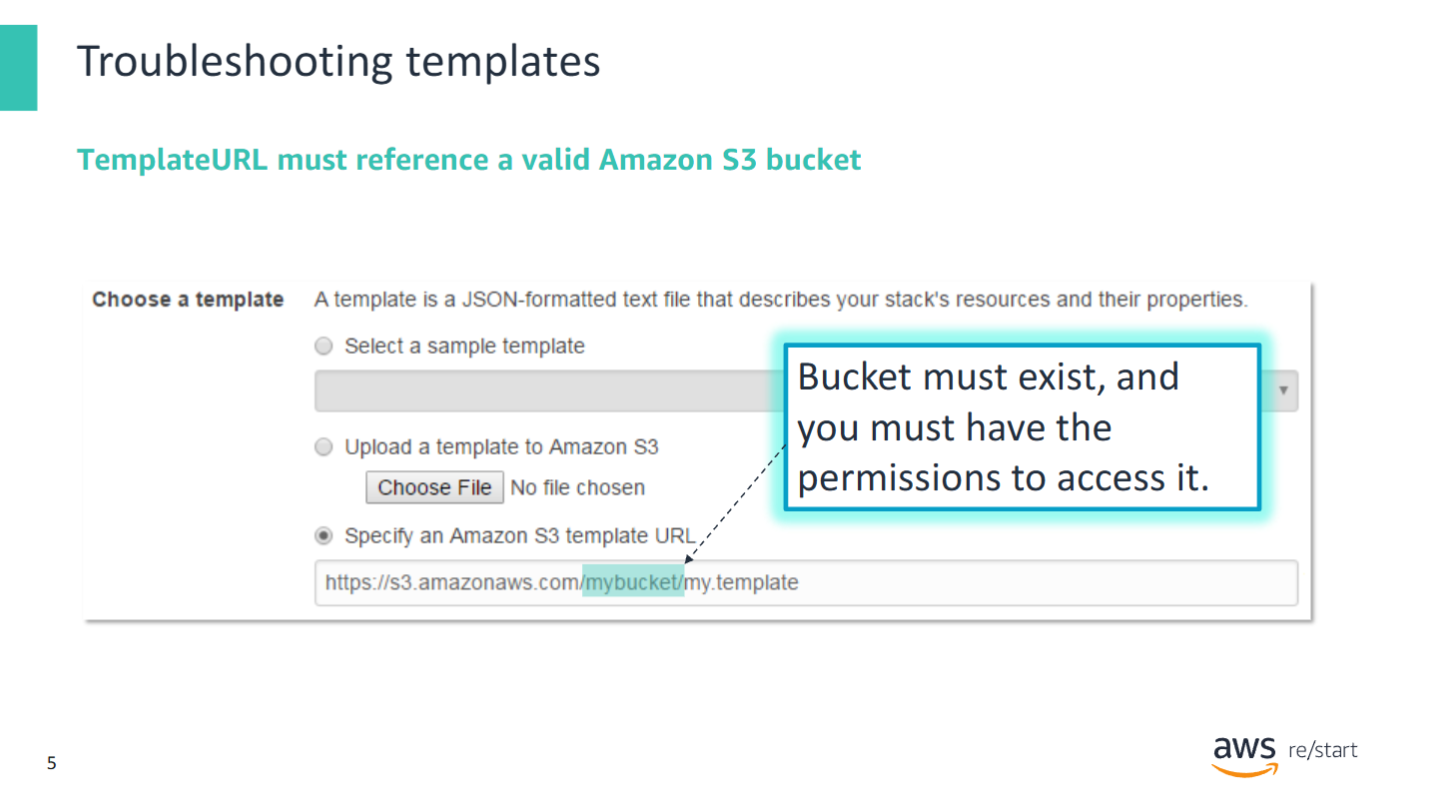 Troubleshooting templates
TemplateURL must reference a valid Amazon S3 bucket
Choose a template
A template is a JSON-formatted text file that describes your stack's resources and their properties.
Select a sample template
Bucket must exist, and
you must have the
permissions to access it.
Upload a template to Amazon S3
Choose File No file chosen
Specify an Amazon S3 template URL
https://s3.amazonaws.com/mybucket/my.template
5
aws re/start